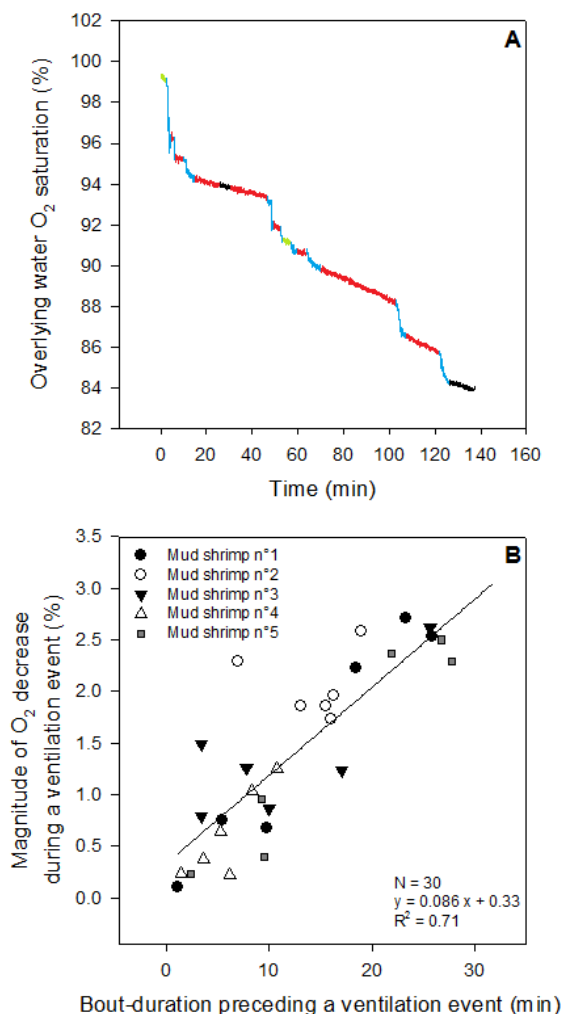 A
102
100
98
96
94
92
90
88
86
84
82
Overlying water O2 saturation (%)
0 20 40 60 80 100 120 140 160
Time (min)
B
3.5
3.0
2.5
2.0
1.5
1.0
0.5
0.0
Magnitude of O2 decrease
during a ventilation event (%)
Mud shrimp n°1
Mud shrimp n°2
Mud shrimp n°3
Mud shrimp n°4
Mud shrimp n°5
N = 30
y = 0.086 x + 0.33
R2 = 0.71
0 10 20 30
Bout-duration preceding a ventilation event (min)